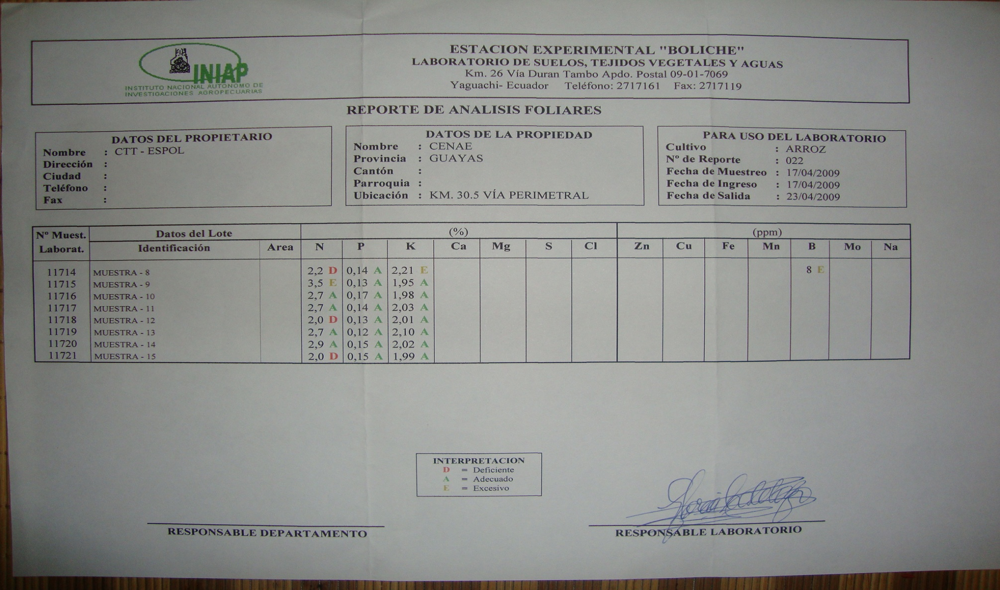 INIAP
INSTITUTO NACIONAL AUTONOMO DE
INVESTIGACIONES AGROPECUARIAS
ESTACION EXPERIMENTAL "BOLICHE"
LABORATORIO DE SUELOS, TEJIDOS VEGETALES Y AGUAS
Km. 26 Vía Duran Tambo Apdo. Postal 09-01-7069
Yaguachi- Ecuador Teléfono: 2717161 Fax: 2717119
REPORTE DE ANALISIS FOLIARES
DATOS DEL PROPIETARIO
Nombre : CTT - ESPOL
Dirección :
Ciudad :
Teléfono :
Fax :
DATOS DE LA PROPIEDAD
Nombre : CENAE
Provincia : GUAYAS
Cantón :
Parroquia :
Ubicación : KM. 30.5 VÍA PERIMETRAL
PARA USO DEL LABORATORIO
Cultivo : ARROZ
Nº de Reporte : 022
Fecha de Muestreo : 17/04/2009
Fecha de Ingreso : 17/04/2009
Fecha de Salida : 23/04/2009
Nº Muest. Datos del Lote (%) (ppm)
Laborat. Identificación Area N P K Ca Mg S Cl Zn Cu Fe Mn B Mo Na
11714 MUESTRA - 8 2,2 D 0,14 A 2,21 E 8 E
11715 MUESTRA - 9 3,5 E 0,13 A 1,95 A
11716 MUESTRA - 10 2,7 A 0,17 A 1,98 A
11717 MUESTRA - 11 2,7 A 0,14 A 2,03 A
11718 MUESTRA - 12 2,0 D 0,13 A 2,01 A
11719 MUESTRA - 13 2,7 A 0,12 A 2,10 A
11720 MUESTRA - 14 2,9 A 0,15 A 2,02 A
11721 MUESTRA - 15 2,0 D 0,15 A 1,99 A
INTERPRETACION
D = Deficiente
A = Adecuado
E = Excesivo
RESPONSABLE DEPARTAMENTO
RESPONSABLE LABORATORIO